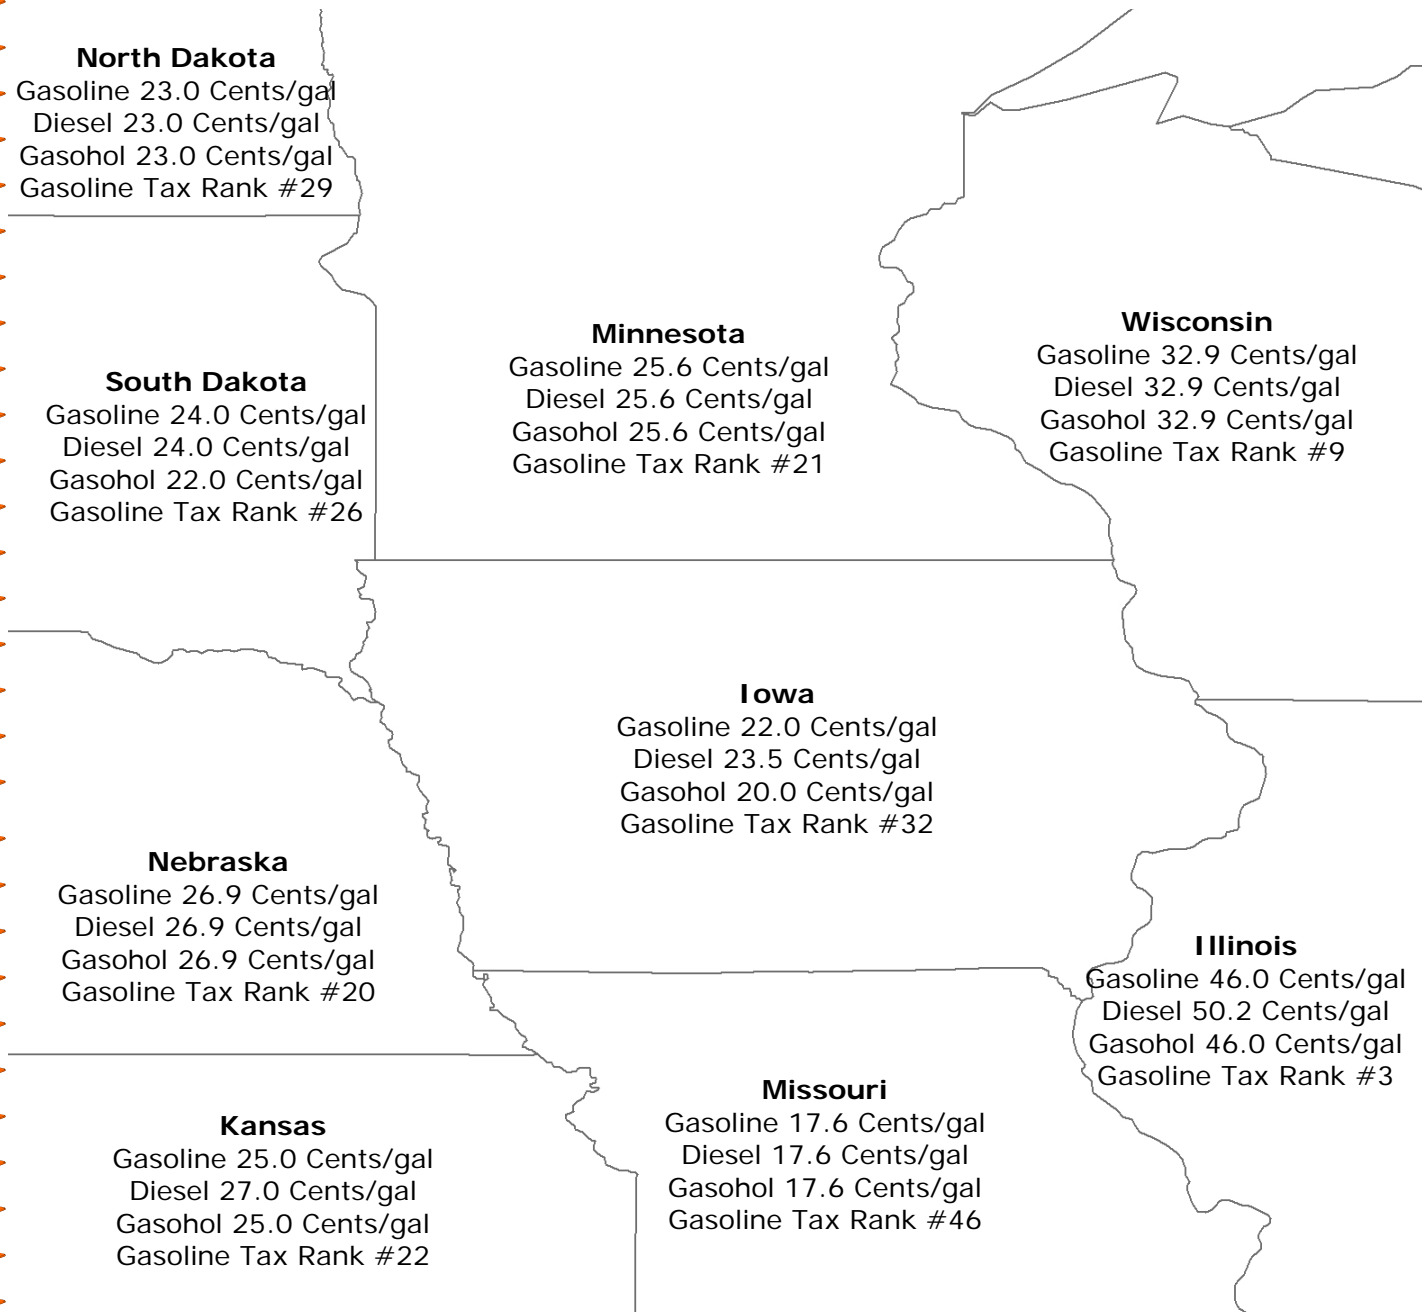 North Dakota
Gasoline 23.0 Cents/gal
Diesel 23.0 Cents/gal
Gasohol 23.0 Cents/gal
Gasoline Tax Rank #29
Minnesota
Gasoline 25.6 Cents/gal
Diesel 25.6 Cents/gal
Gasohol 25.6 Cents/gal
Gasoline Tax Rank #21
Wisconsin
Gasoline 32.9 Cents/gal
Diesel 32.9 Cents/gal
Gasohol 32.9 Cents/gal
Gasoline Tax Rank #9
South Dakota
Gasoline 24.0 Cents/gal
Diesel 24.0 Cents/gal
Gasohol 22.0 Cents/gal
Gasoline Tax Rank #26
Iowa
Gasoline 22.0 Cents/gal
Diesel 23.5 Cents/gal
Gasohol 20.0 Cents/gal
Gasoline Tax Rank #32
Nebraska
Gasoline 26.9 Cents/gal
Diesel 26.9 Cents/gal
Gasohol 26.9 Cents/gal
Gasoline Tax Rank #20
Illinois
Gasoline 46.0 Cents/gal
Diesel 50.2 Cents/gal
Gasohol 46.0 Cents/gal
Gasoline Tax Rank #3
Kansas
Gasoline 25.0 Cents/gal
Diesel 27.0 Cents/gal
Gasohol 25.0 Cents/gal
Gasoline Tax Rank #22
Missouri
Gasoline 17.6 Cents/gal
Diesel 17.6 Cents/gal
Gasohol 17.6 Cents/gal
Gasoline Tax Rank #46